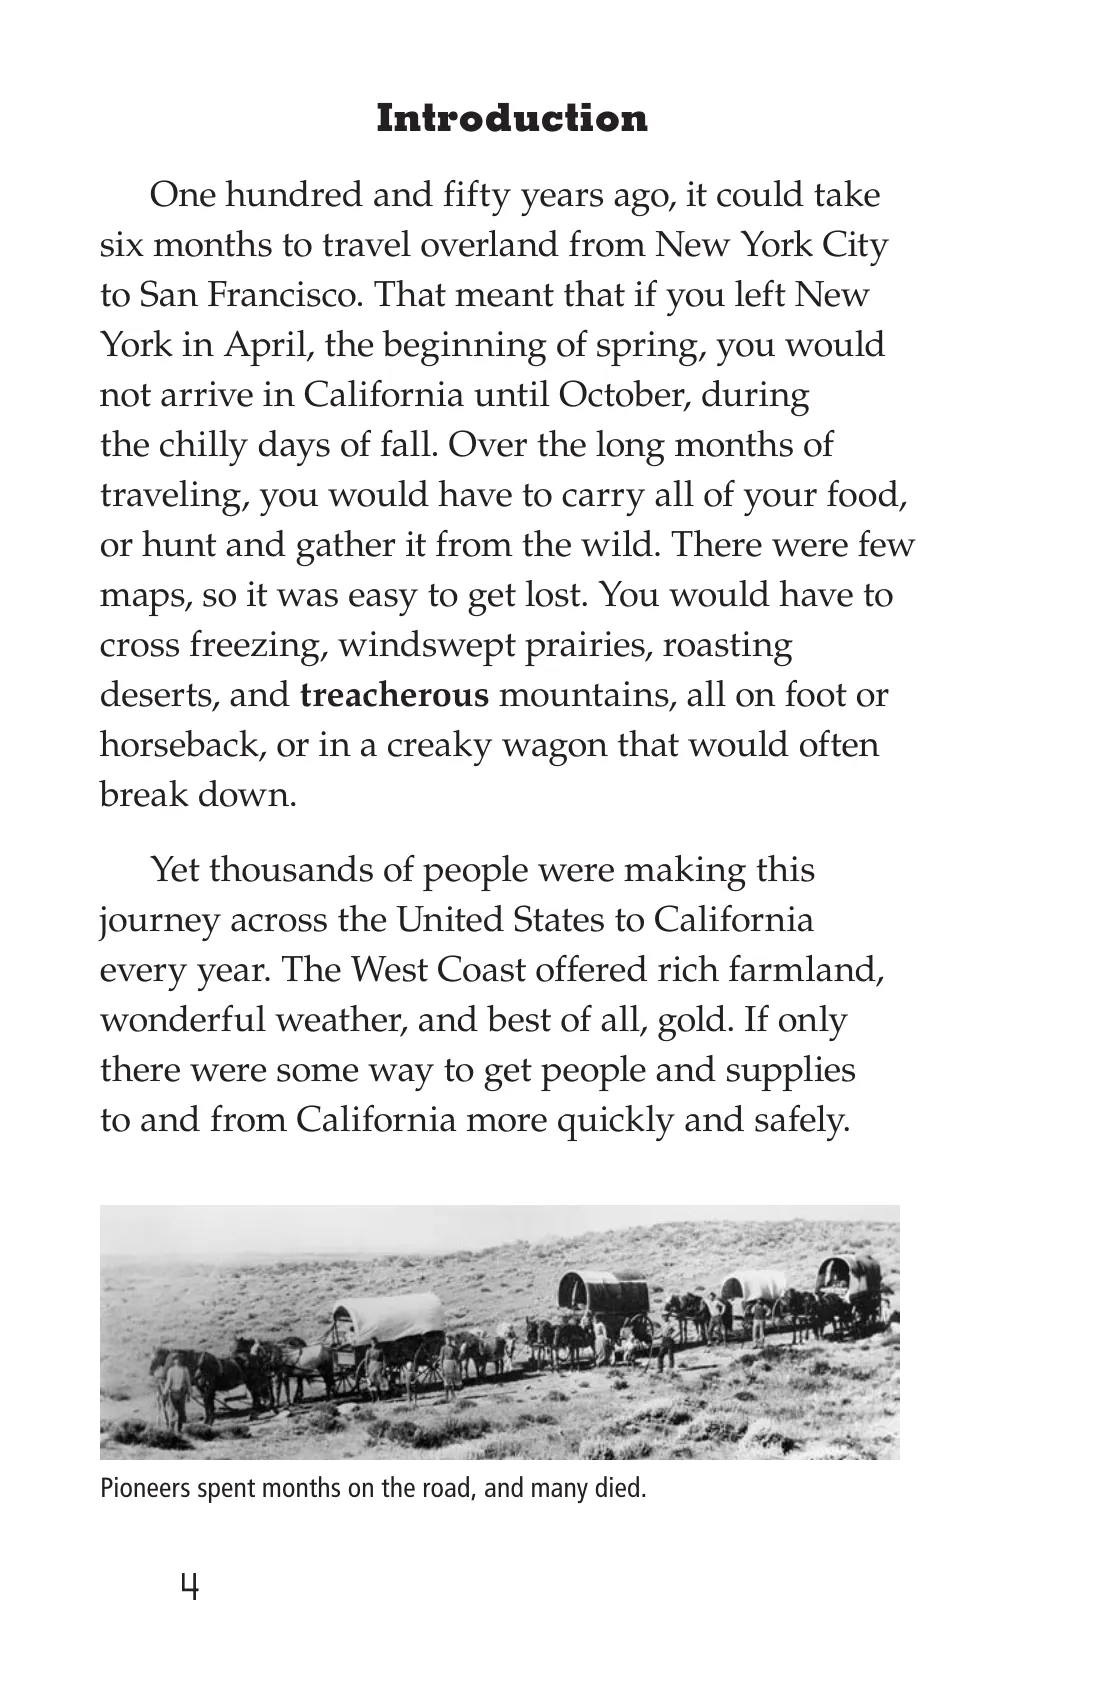 Introduction
One hundred and fifty years ago, it could take
six months to travel overland from New York City
to San Francisco. That meant that if you left New
York in April, the beginning of spring, you would
not arrive in California until October, during
the chilly days of fall. Over the long months of
traveling, you would have to carry all of your food,
or hunt and gather it from the wild. There were few
maps, so it was easy to get lost. You would have to
cross freezing, windswept prairies, roasting
deserts, and treacherous mountains, all on foot or
horseback, or in a creaky wagon that would often
break down.
Yet thousands of people were making this
journey across the United States to California
every year. The West Coast offered rich farmland,
wonderful weather, and best of all, gold. If only
there were some way to get people and supplies
to and from California more quickly and safely.
Pioneers spent months on the road, and many died.
4